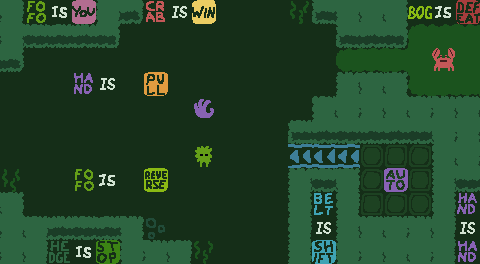 FOFO IS YOU CRAB IS WIN BOG IS DEFEAT
HAND IS PULL
FOFO IS REVERSE AUTO
BELT IS SHIFT
HAND IS HAND
HEDGE IS STOP